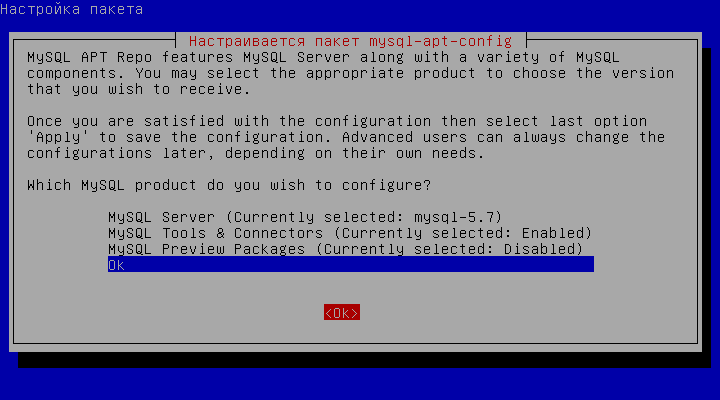 Настройка пакета
Настраивается пакет mysql-apt-config
MySQL APT Repo features MySQL Server along with a variety of MySQL
components. You may select the appropriate product to choose the version
that you wish to receive.
Once you are satisfied with the configuration then select last option
'Apply' to save the configuration. Advanced users can always change the
configurations later, depending on their own needs.
Which MySQL product do you wish to configure?
MySQL Server (Currently selected: mysql-5.7)
MySQL Tools & Connectors (Currently selected: Enabled)
MySQL Preview Packages (Currently selected: Disabled)
Ok
<Ok>